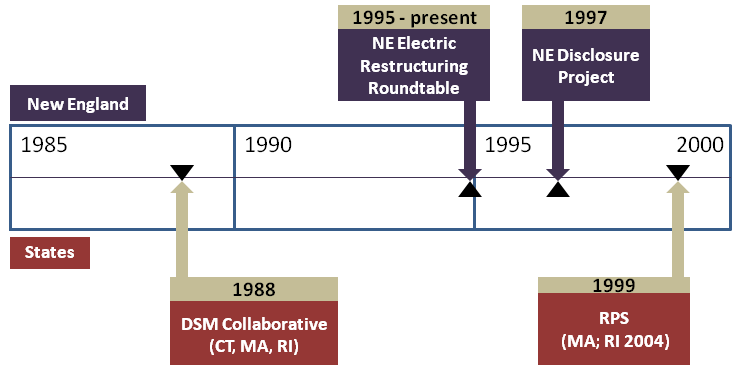 1995 - present
NE Electric
Restructuring
Roundtable
1997
NE Disclosure
Project
New England
1985
1990
1995
2000
States
1988
DSM Collaborative
(CT, MA, RI)
1999
RPS
(MA; RI 2004)